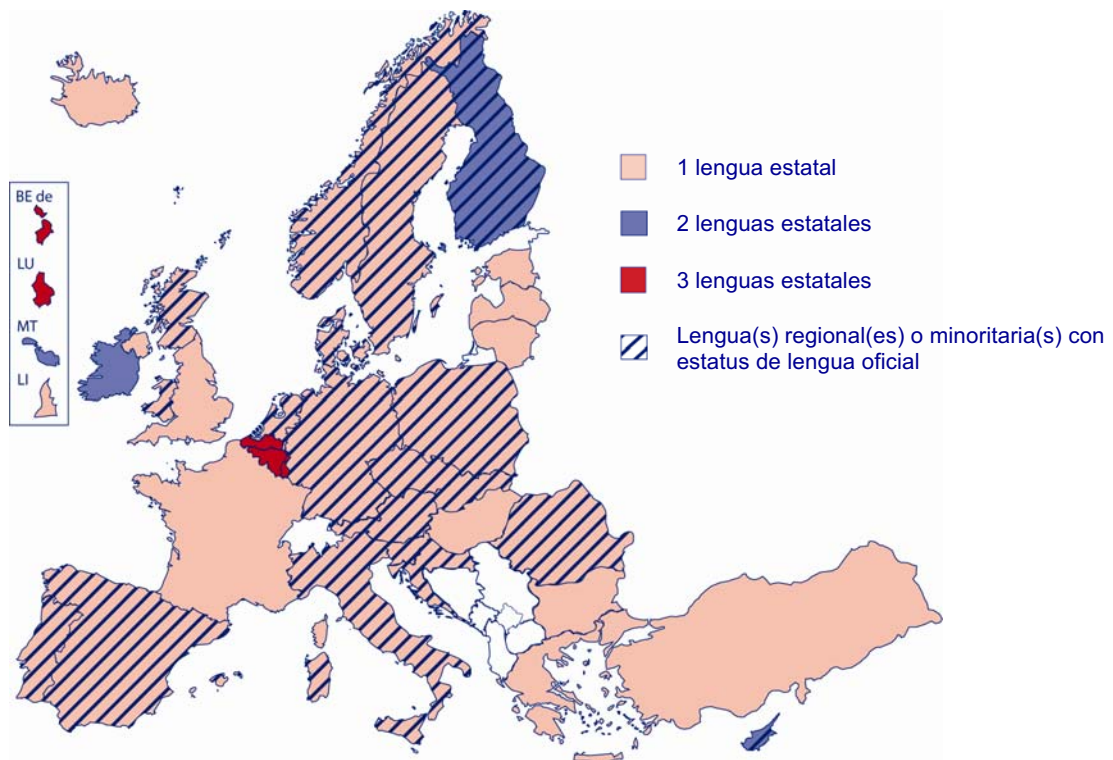 BE de
LU
MT
LI
1 lengua estatal
2 lenguas estatales
3 lenguas estatales
Lengua(s) regional(es) o minoritaria(s) con
estatus de lengua oficial